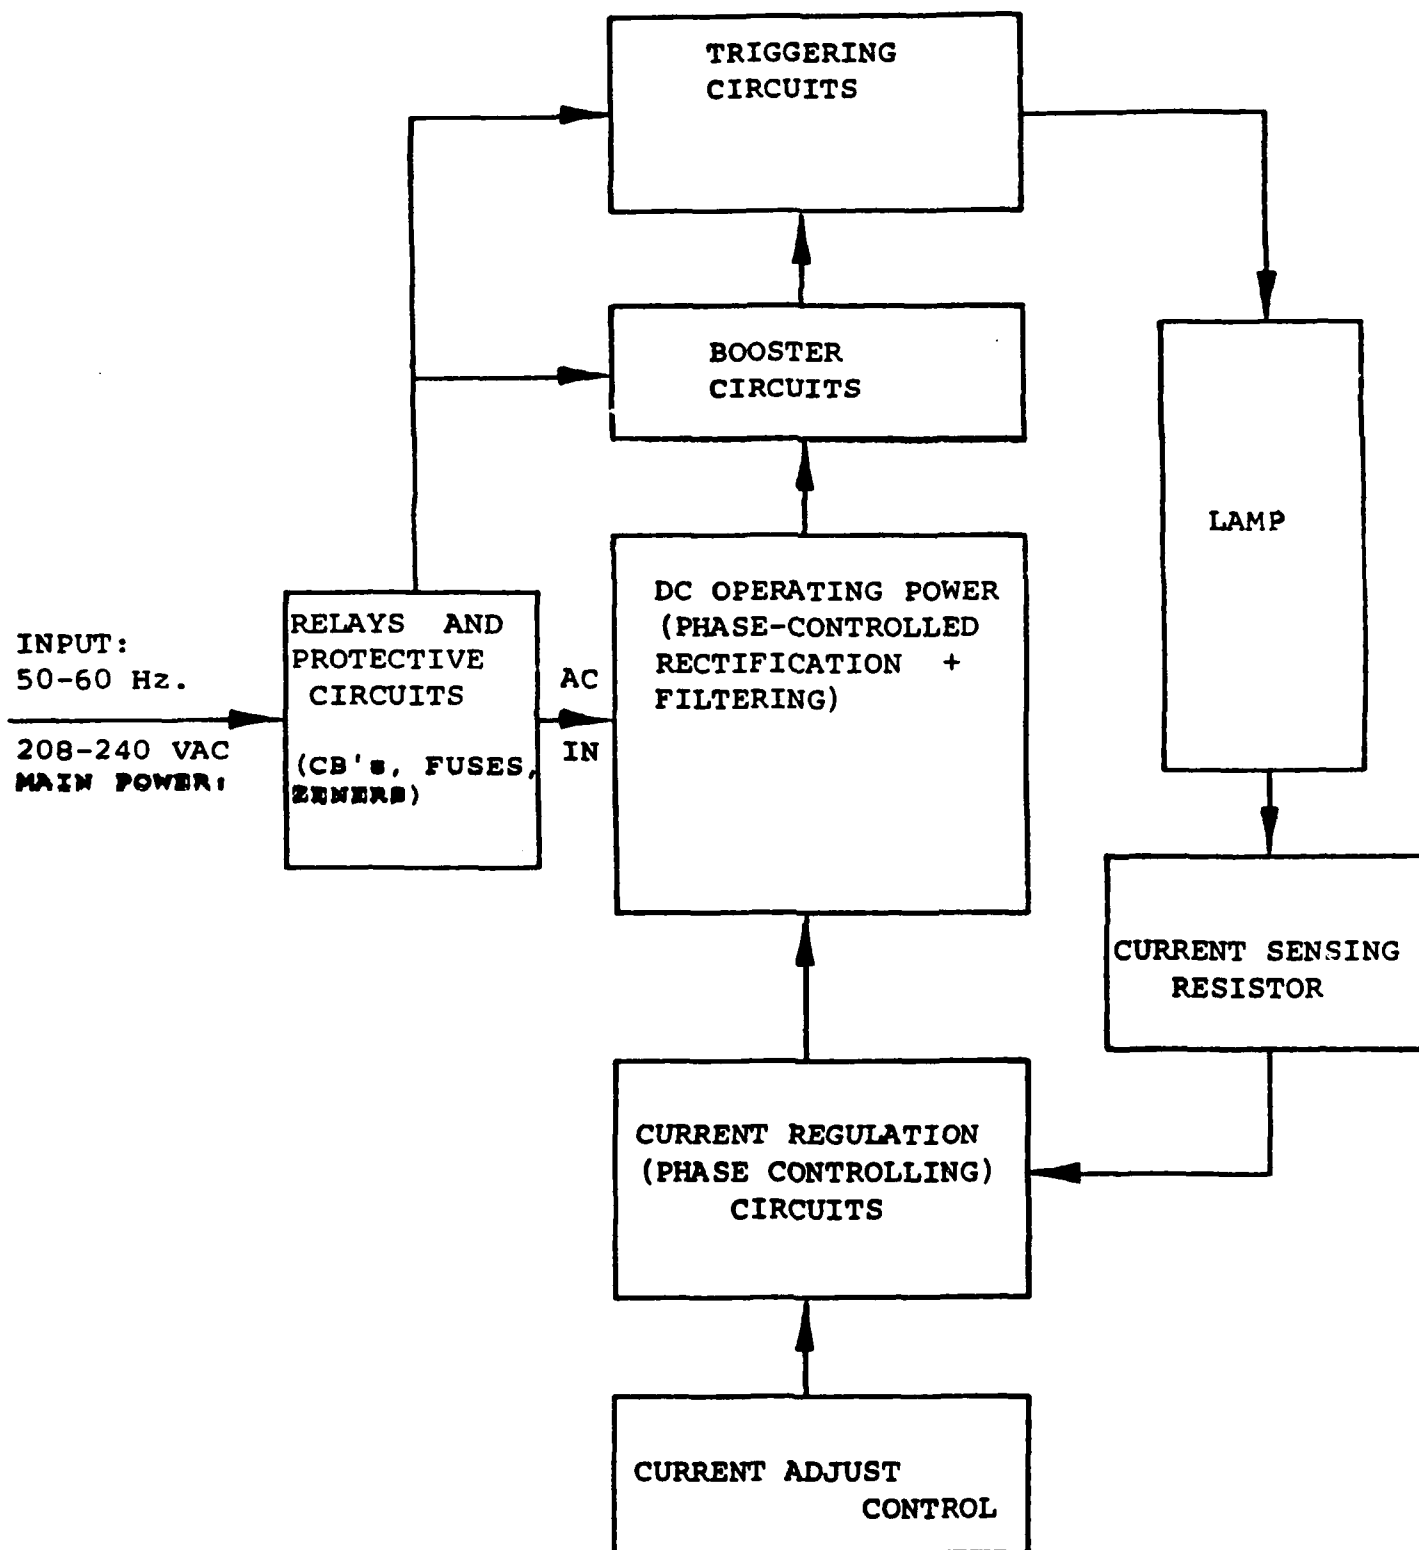 TRIGGERING
CIRCUITS
BOOSTER
CIRCUITS
LAMP
DC OPERATING POWER
(PHASE-CONTROLLED
RECTIFICATION +
FILTERING)
RELAYS AND
PROTECTIVE
CIRCUITS
(CB's, FUSES,
ZENERS)
INPUT:
50-60 Hz.
208-240 VAC
MAIN POWER:
AC
IN
CURRENT SENSING
RESISTOR
CURRENT REGULATION
(PHASE CONTROLLING)
CIRCUITS
CURRENT ADJUST
CONTROL